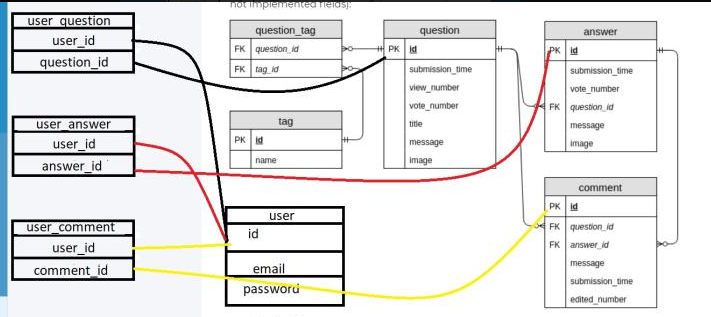 not implemented fields):
user_question
user_id
question_id
user_answer
user_id
answer_id
user_comment
user_id
comment_id
question_tag
FK question_id
FK tag_id
tag
PK id
name
user
id
email
password
question
PK id
submission_time
view_number
vote_number
title
message
image
answer
PK id
submission_time
vote_number
FK question_id
message
image
comment
PK id
FK question_id
FK answer_id
message
submission_time
edited_number